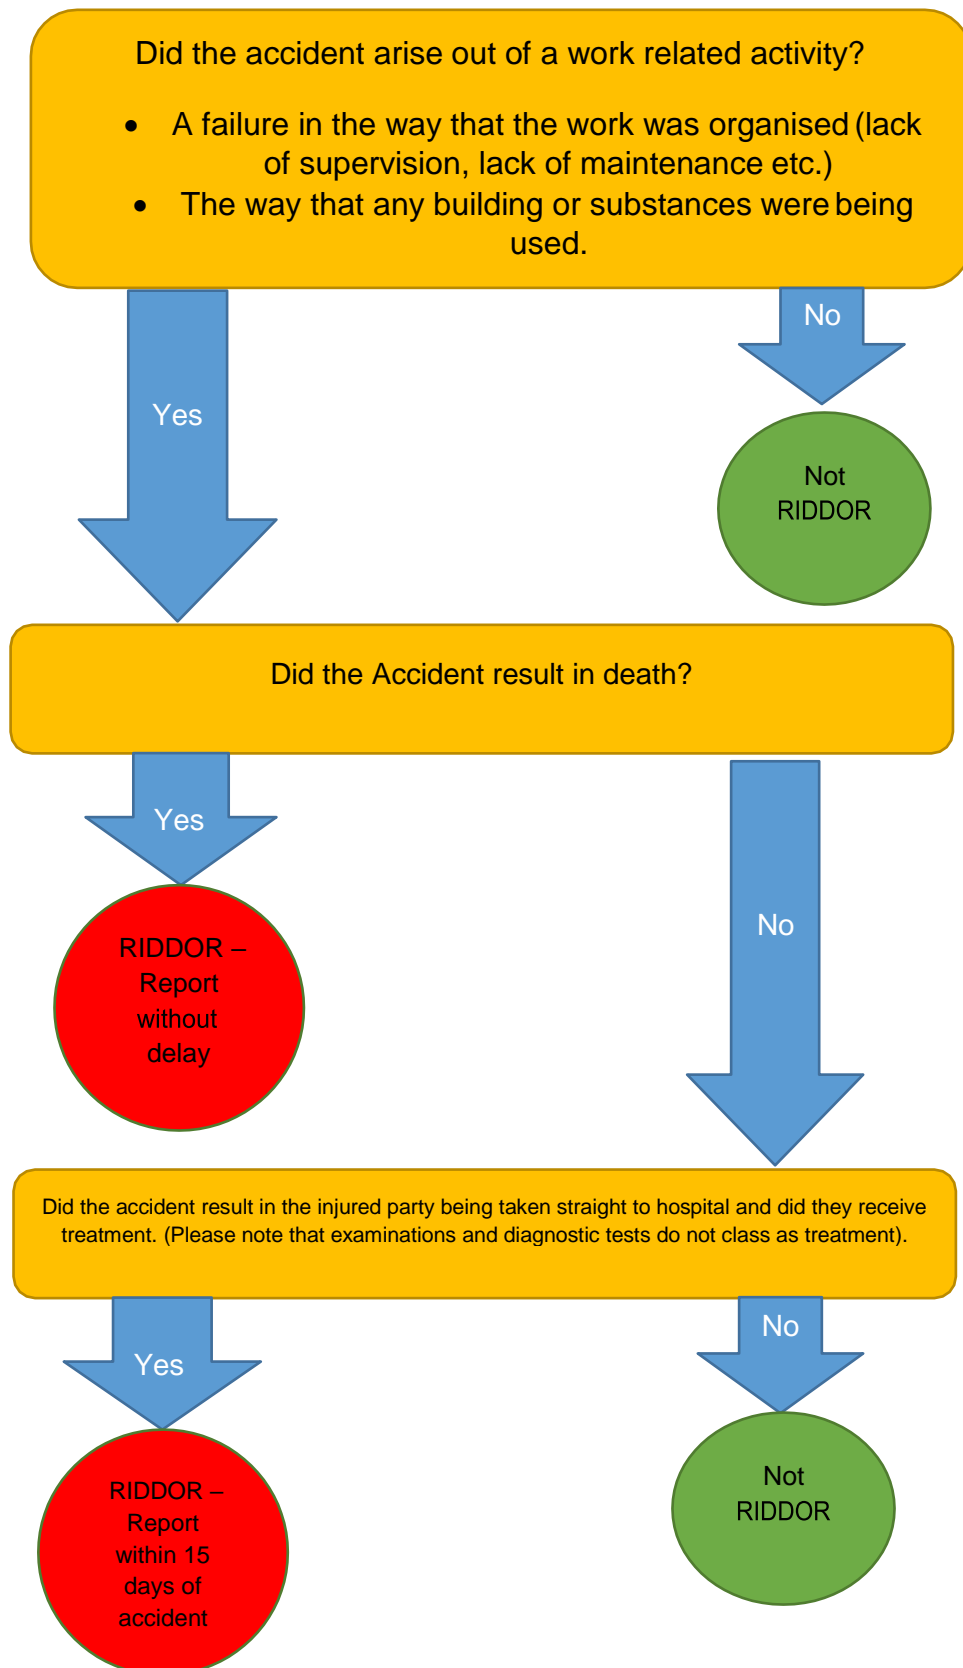 Did the accident arise out of a work related activity?
• A failure in the way that the work was organised (lack
of supervision, lack of maintenance etc.)
• The way that any building or substances were being
used.
No
Yes
Not
RIDDOR
Did the Accident result in death?
Yes
No
RIDDOR –
Report
without
delay
Did the accident result in the injured party being taken straight to hospital and did they receive
treatment. (Please note that examinations and diagnostic tests do not class as treatment).
No
Yes
Not
RIDDOR
RIDDOR –
Report
within 15
days of
accident